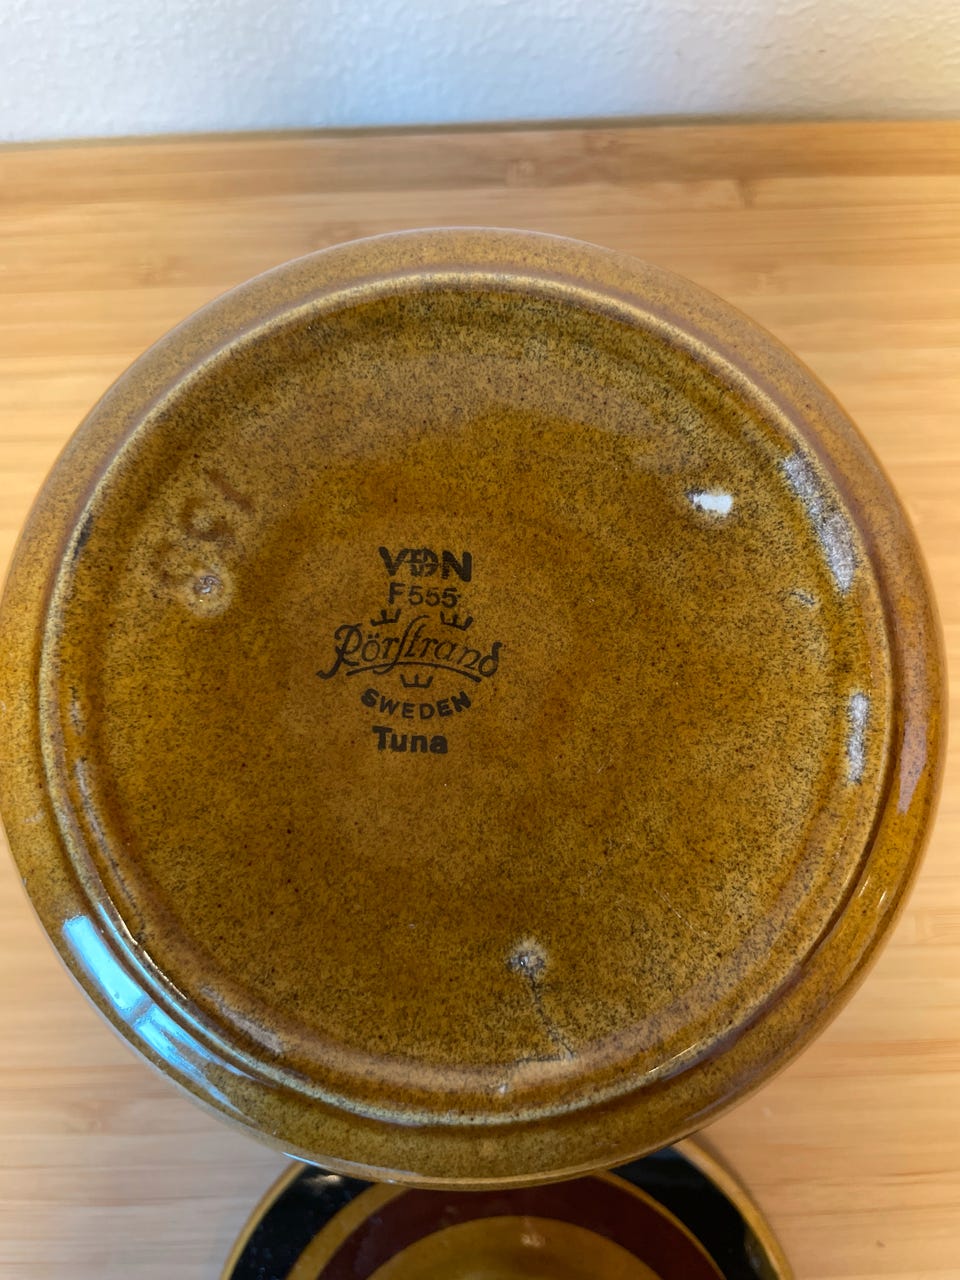 VDN
F555
Rörstrand
SWEDEN
Tuna